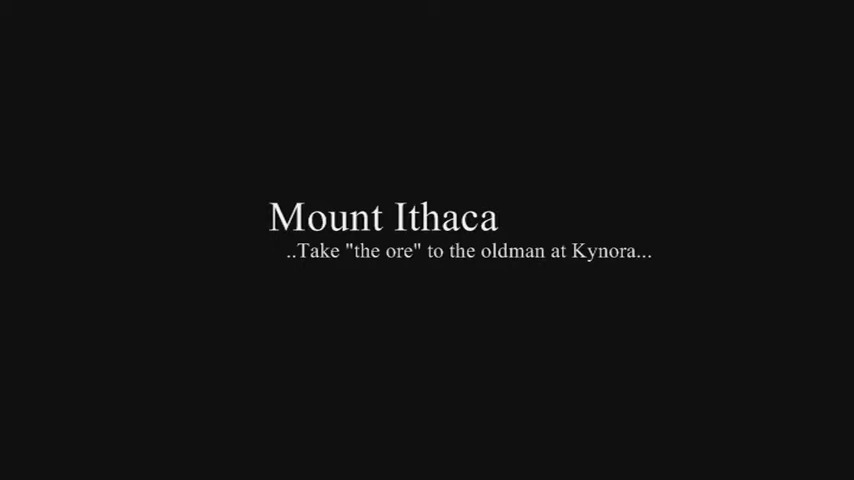 Mount Ithaca
..Take "the ore" to the oldman at Kynora...